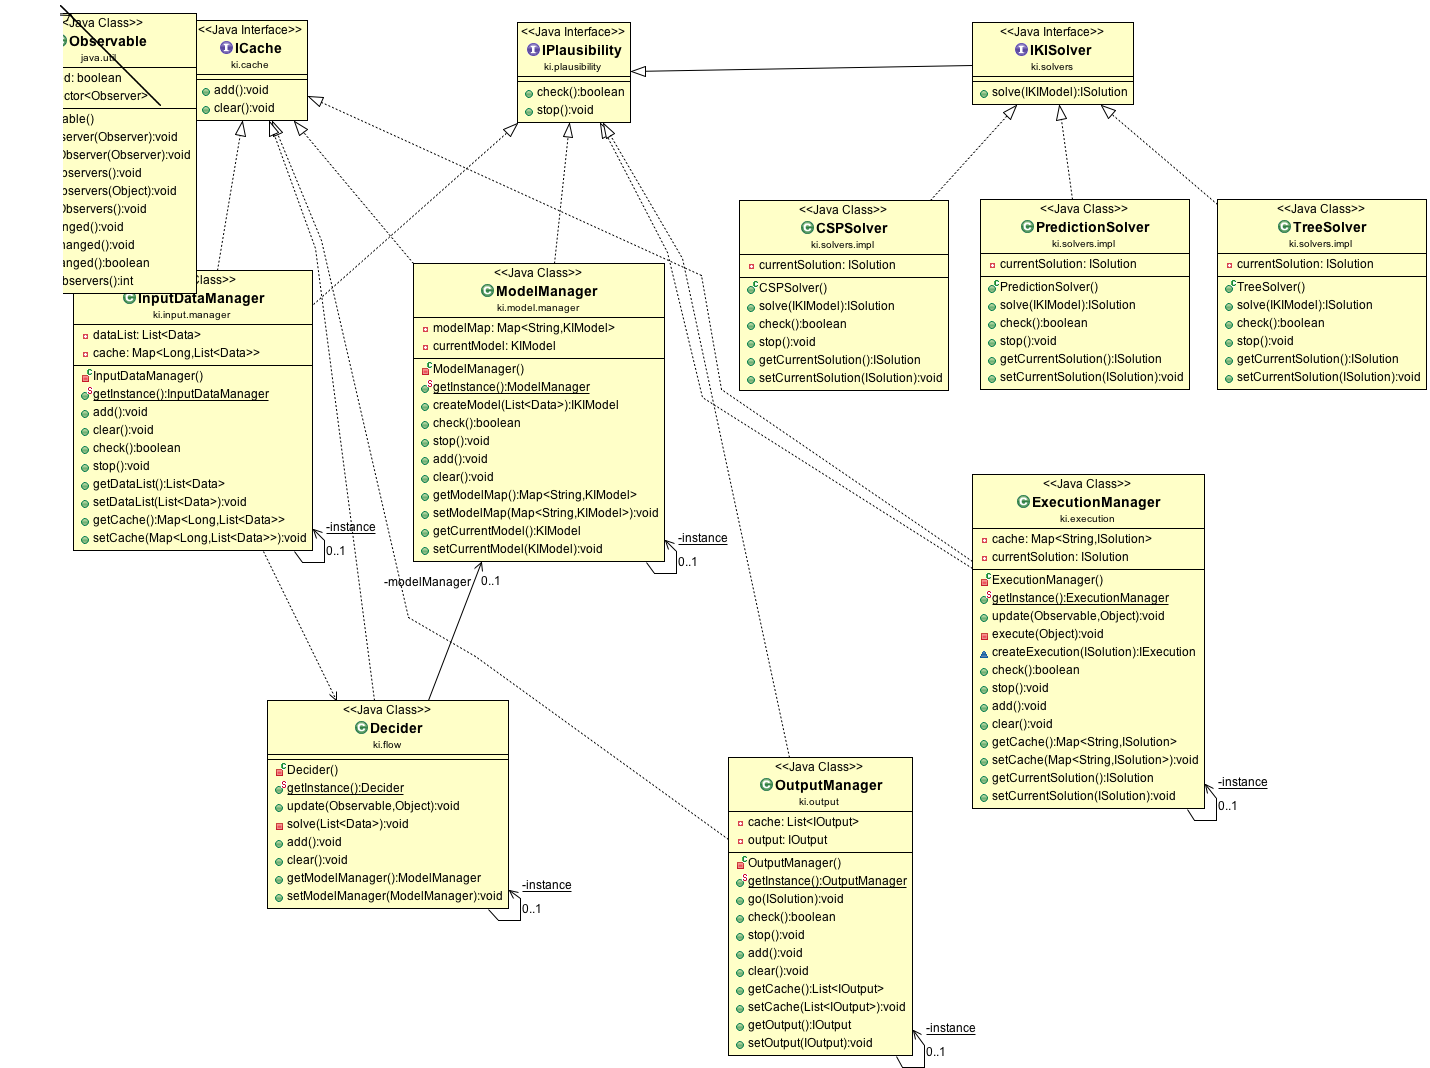 <<Java Class>>
Observable
java.util
d: boolean
ctor<Observer>
able()
server(Observer):void
Observer(Observer):void
bservers():void
bservers(Object):void
Observers():void
nged():void
hanged():void
anged():boolean
bservers():int
<<Java Interface>>
ICache
ki.cache
add():void
clear():void
<<Java Interface>>
IPlausibility
ki.plausibility
check():boolean
stop():void
<<Java Interface>>
IKISolver
ki.solvers
solve(IKIModel):ISolution
<<Java Class>>
CSPSolver
ki.solvers.impl
currentSolution: ISolution
CSPSolver()
solve(IKIModel):ISolution
check():boolean
stop():void
getCurrentSolution():ISolution
setCurrentSolution(ISolution):void
<<Java Class>>
PredictionSolver
ki.solvers.impl
currentSolution: ISolution
PredictionSolver()
solve(IKIModel):ISolution
check():boolean
stop():void
getCurrentSolution():ISolution
setCurrentSolution(ISolution):void
<<Java Class>>
TreeSolver
ki.solvers.impl
currentSolution: ISolution
TreeSolver()
solve(IKIModel):ISolution
check():boolean
stop():void
getCurrentSolution():ISolution
setCurrentSolution(ISolution):void
Class>>
InputDataManager
ki.input.manager
dataList: List<Data>
cache: Map<Long,List<Data>>
InputDataManager()
getInstance():InputDataManager
add():void
clear():void
check():boolean
stop():void
getDataList():List<Data>
setDataList(List<Data>):void
getCache():Map<Long,List<Data>>
setCache(Map<Long,List<Data>>):void
-instance
0..1
<<Java Class>>
ModelManager
ki.model.manager
modelMap: Map<String,KIModel>
currentModel: KIModel
ModelManager()
getInstance():ModelManager
createModel(List<Data>):IKIModel
check():boolean
stop():void
add():void
clear():void
getModelMap():Map<String,KIModel>
setModelMap(Map<String,KIModel>):void
getCurrentModel():KIModel
setCurrentModel(KIModel):void
-instance
0..1
-modelManager
0..1
<<Java Class>>
ExecutionManager
ki.execution
cache: Map<String,ISolution>
currentSolution: ISolution
ExecutionManager()
getInstance():ExecutionManager
update(Observable,Object):void
execute(Object):void
createExecution(ISolution):IExecution
check():boolean
stop():void
add():void
clear():void
getCache():Map<String,ISolution>
setCache(Map<String,ISolution>):void
getCurrentSolution():ISolution
setCurrentSolution(ISolution):void
-instance
0..1
<<Java Class>>
Decider
ki.flow
Decider()
getInstance():Decider
update(Observable,Object):void
solve(List<Data>):void
add():void
clear():void
getModelManager():ModelManager
setModelManager(ModelManager):void
-instance
0..1
<<Java Class>>
OutputManager
ki.output
cache: List<IOutput>
output: IOutput
OutputManager()
getInstance():OutputManager
go(ISolution):void
check():boolean
stop():void
add():void
clear():void
getCache():List<IOutput>
setCache(List<IOutput>):void
getOutput():IOutput
setOutput(IOutput):void
-instance
0..1